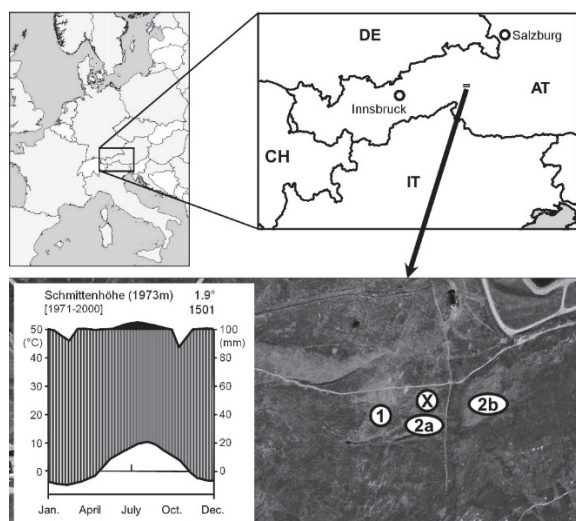 DE
Salzburg
Innsbruck
AT
CH
IT
Schmittenhöhe (1973m) 1.9°
[1971-2000] 1501
50 100
(°C) (mm)
40 80
30 60
20 40
10 20
0 0
Jan. April July Oct. Dec.
1
X
2a
2b